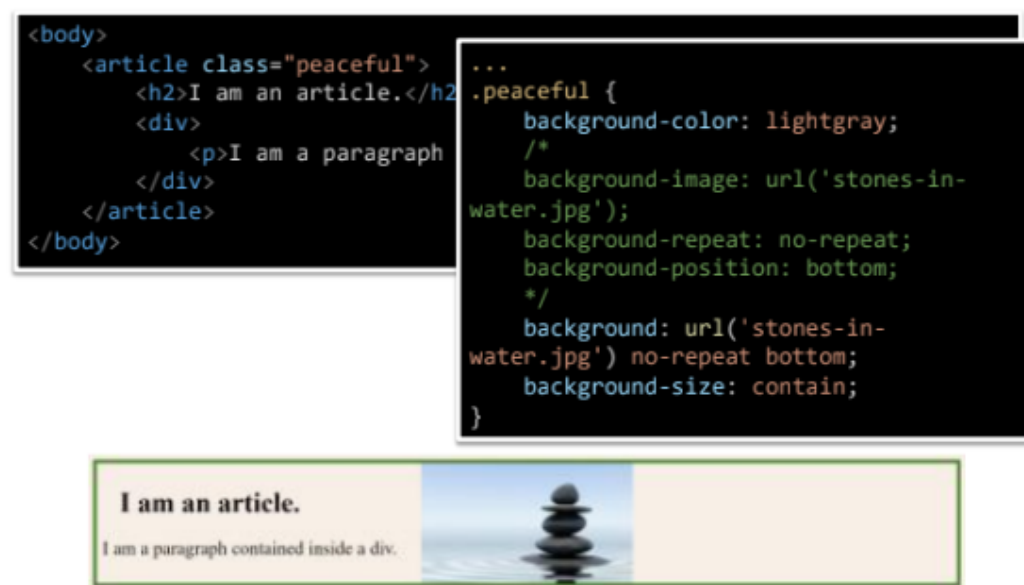 <body>
<article class="peaceful">
<h2>I am an article.</h2
<div>
<p>I am a paragraph
</div>
</article>
</body>
...
.peaceful {
background-color: lightgray;
/*
background-image: url('stones-in-
water.jpg');
background-repeat: no-repeat;
background-position: bottom;
*/
background: url('stones-in-
water.jpg') no-repeat bottom;
background-size: contain;
}
I am an article.
I am a paragraph contained inside a div.